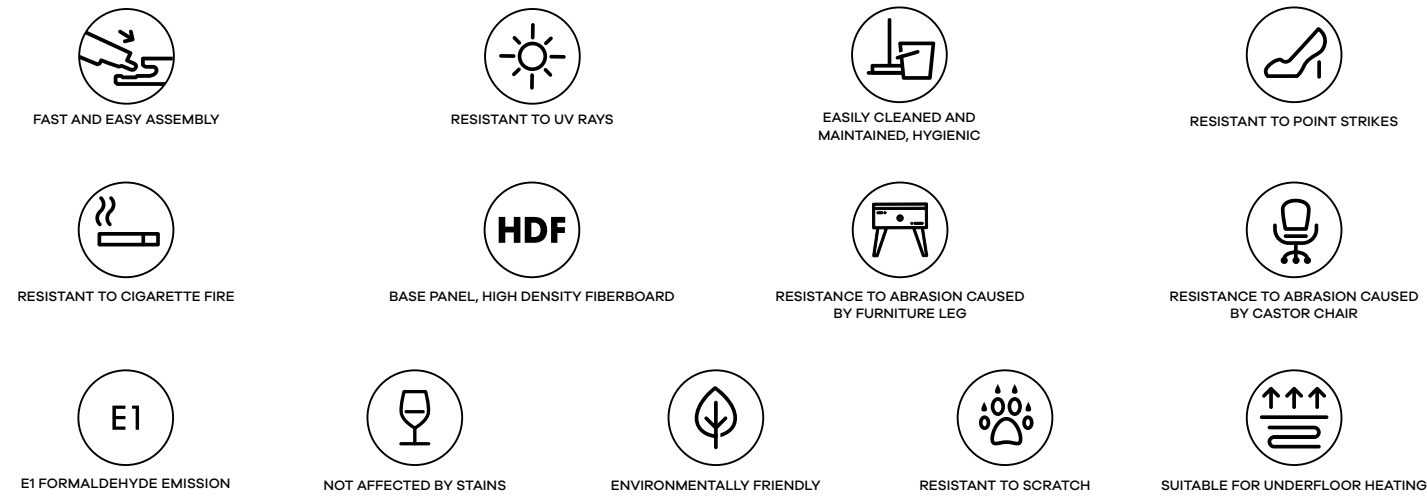 FAST AND EASY ASSEMBLY
RESISTANT TO UV RAYS
EASILY CLEANED AND
MAINTAINED, HYGIENIC
RESISTANT TO POINT STRIKES
HDF
RESISTANT TO CIGARETTE FIRE
BASE PANEL, HIGH DENSITY FIBERBOARD
RESISTANCE TO ABRASION CAUSED
BY FURNITURE LEG
RESISTANCE TO ABRASION CAUSED
BY CASTOR CHAIR
E1
E1 FORMALDEHYDE EMISSION
NOT AFFECTED BY STAINS
ENVIRONMENTALLY FRIENDLY
RESISTANT TO SCRATCH
SUITABLE FOR UNDERFLOOR HEATING